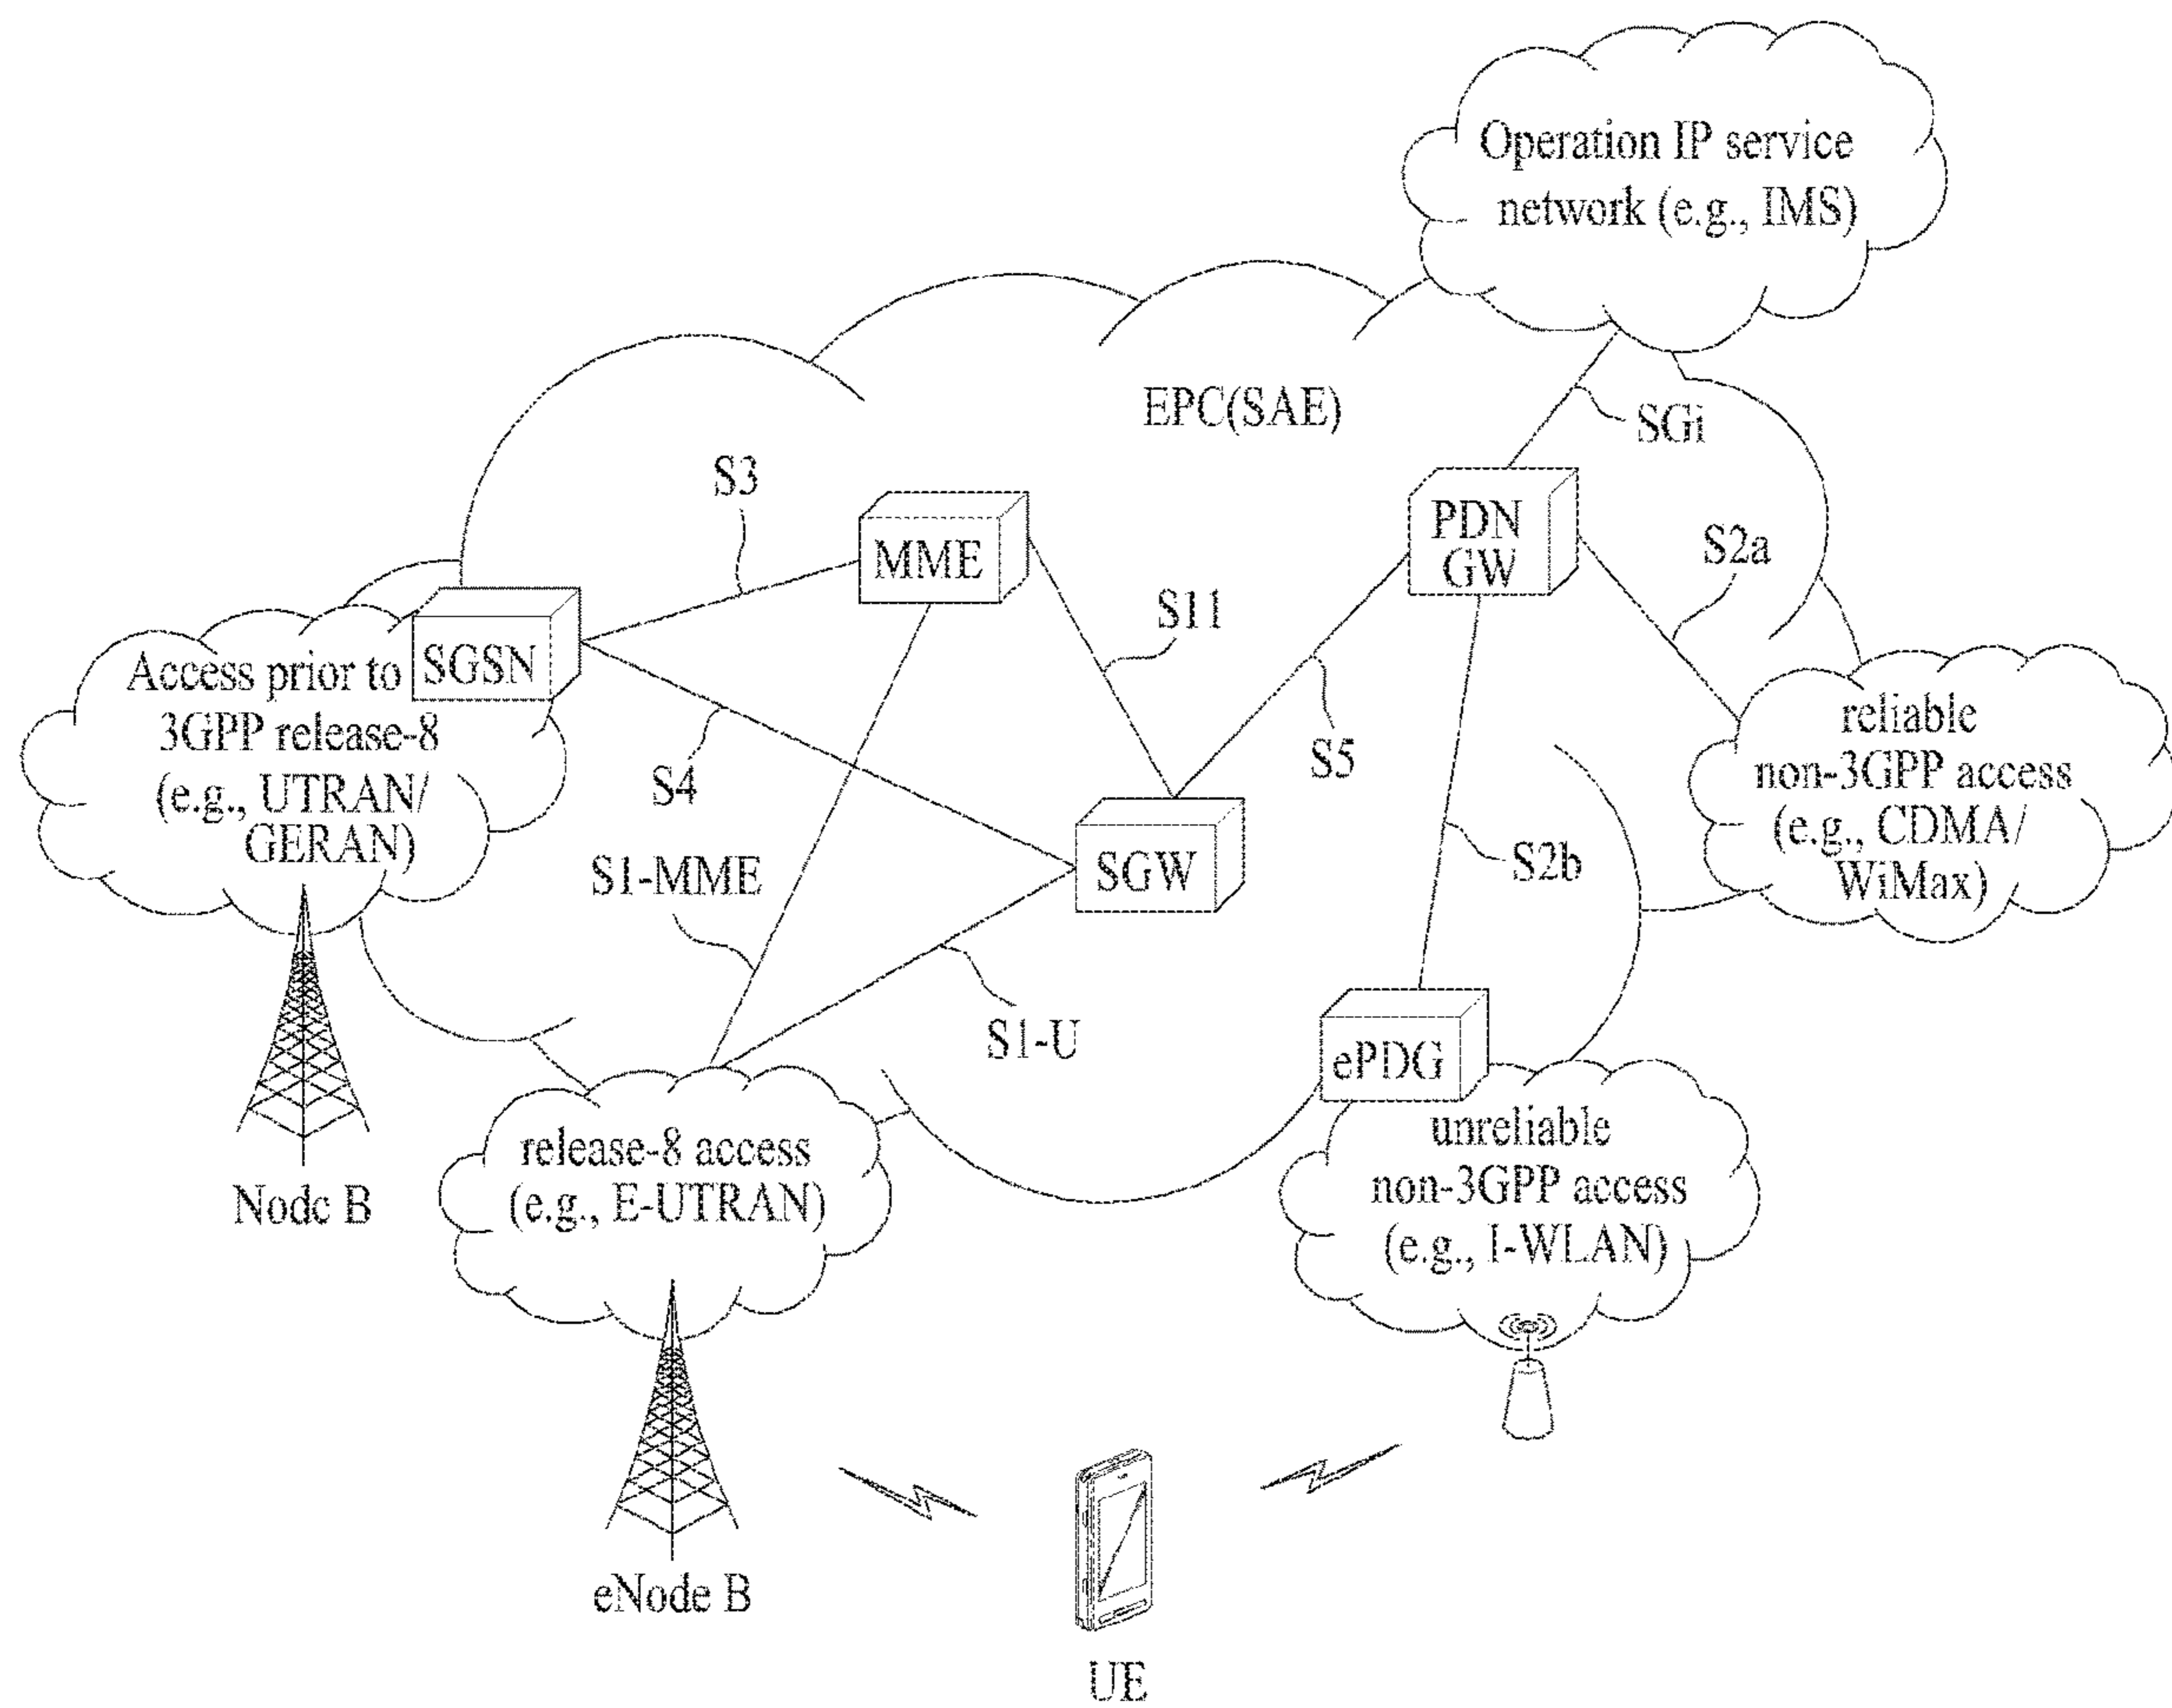 Operation IP service
network (e.g., IMS)
EPC(SAE)
SGi
S3
MME
PDN
GW
S2a
S11
SGSN
Access prior to
3GPP release-8
(e.g., UTRAN/
GERAN)
S4
S5
reliable
non-3GPP access
(e.g., CDMA/
WiMax)
S1-MME
SGW
S2b
S1-U
ePDG
unreliable
non-3GPP access
(e.g., I-WLAN)
release-8 access
(e.g., E-UTRAN)
Node B
eNode B
UE